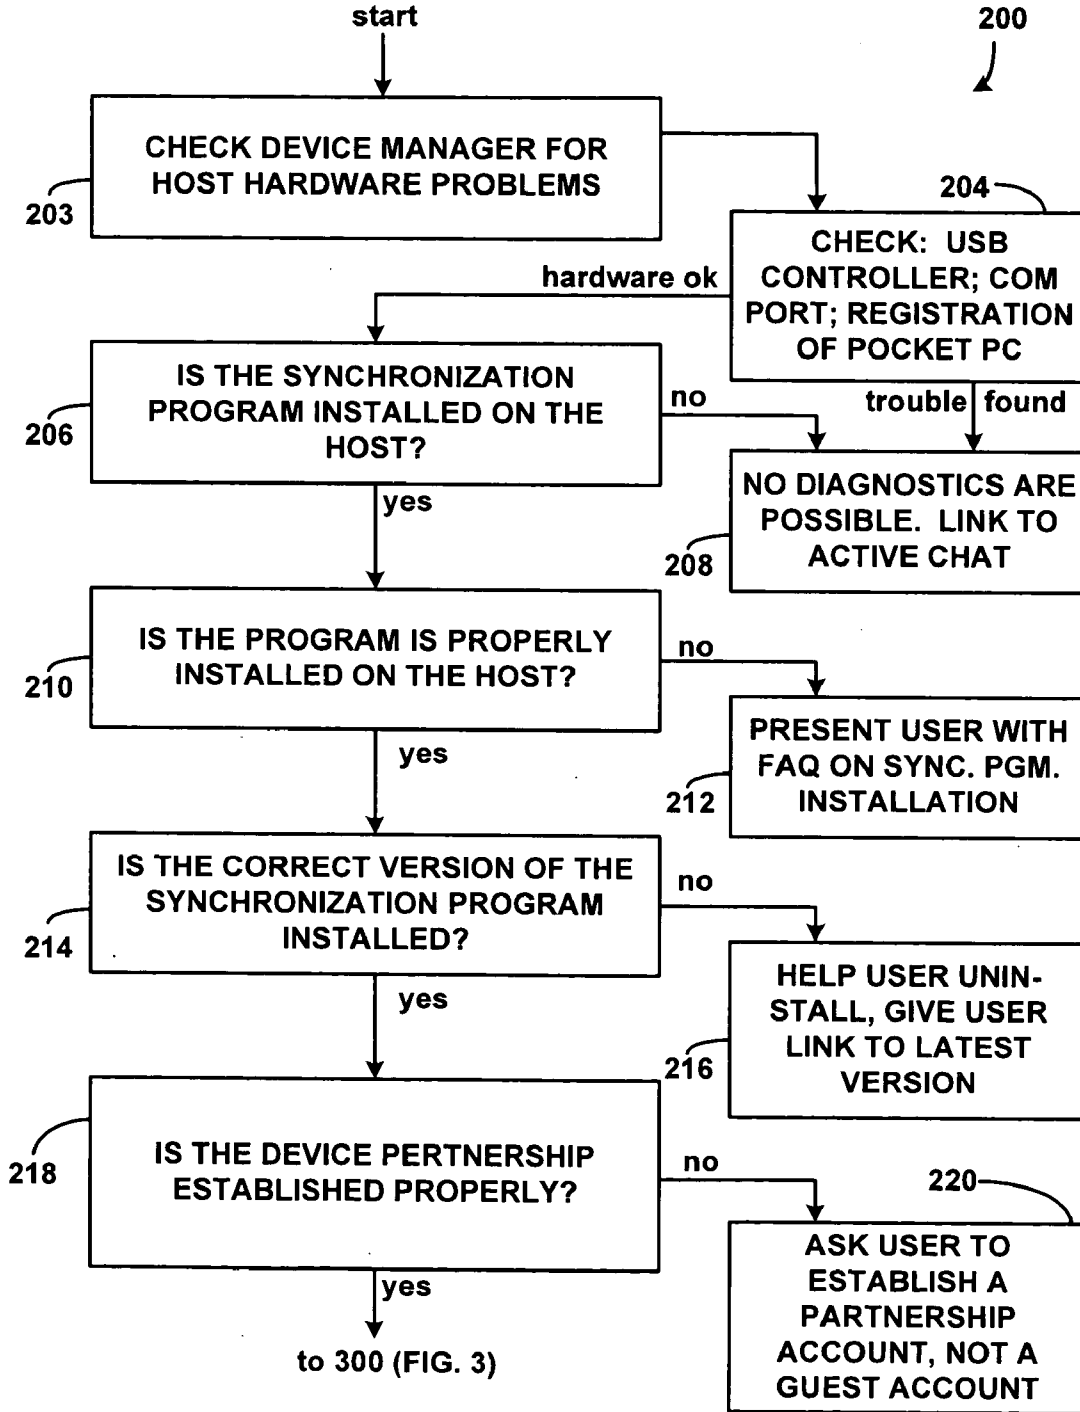 start
200
CHECK DEVICE MANAGER FOR
HOST HARDWARE PROBLEMS
203
204
CHECK: USB
CONTROLLER; COM
PORT; REGISTRATION
OF POCKET PC
hardware ok
IS THE SYNCHRONIZATION
PROGRAM INSTALLED ON THE
HOST?
206
no
trouble found
yes
NO DIAGNOSTICS ARE
POSSIBLE. LINK TO
ACTIVE CHAT
208
IS THE PROGRAM IS PROPERLY
INSTALLED ON THE HOST?
210
no
yes
PRESENT USER WITH
FAQ ON SYNC. PGM.
INSTALLATION
212
IS THE CORRECT VERSION OF THE
SYNCHRONIZATION PROGRAM
INSTALLED?
214
no
yes
HELP USER UNIN-
STALL, GIVE USER
LINK TO LATEST
VERSION
216
IS THE DEVICE PERTNERSHIP
ESTABLISHED PROPERLY?
218
no
220
yes
ASK USER TO
ESTABLISH A
PARTNERSHIP
ACCOUNT, NOT A
GUEST ACCOUNT
to 300 (FIG. 3)